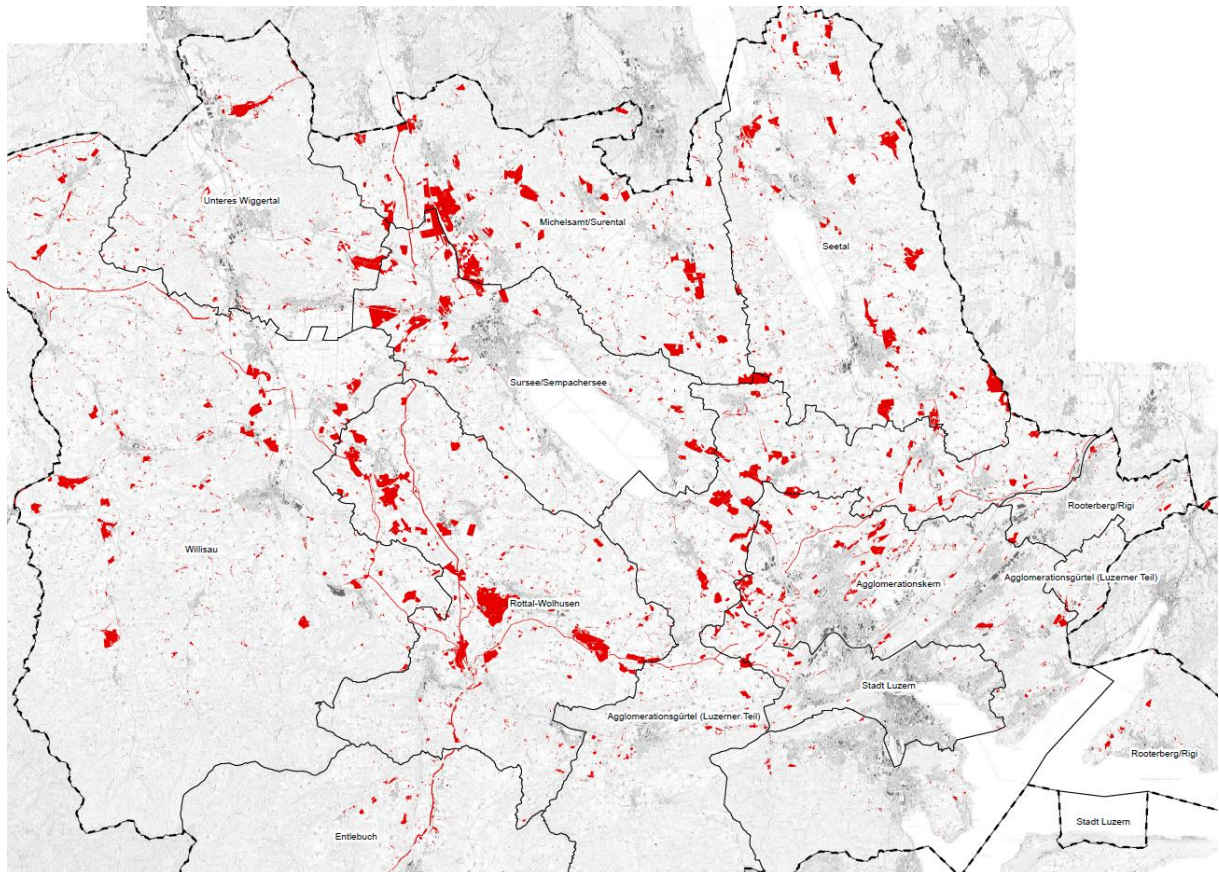 Unteres Wiggertal
Michelsamt/Surental
Seetal
Sursee/Sempachersee
Rooterberg/Rigi
Willisau
Agglomerationskern
Agglomerationsgürtel (Luzerner Teil)
Rottal-Wolhusen
Stadt Luzern
Agglomerationsgürtel (Luzerner Teil)
Rooterberg/Rigi
Stadt Luzern
Entlebuch